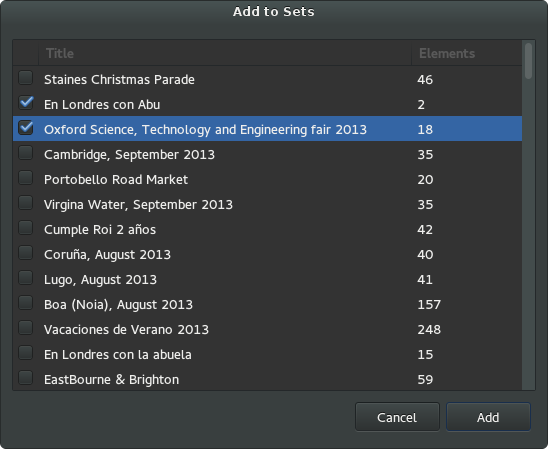 Add to Sets
Title Elements
Staines Christmas Parade 46
En Londres con Abu 2
Oxford Science, Technology and Engineering fair 2013 18
Cambridge, September 2013 35
Portobello Road Market 20
Virgina Water, September 2013 35
Cumple Roi 2 años 42
Coruña, August 2013 40
Lugo, August 2013 41
Boa (Noia), August 2013 157
Vacaciones de Verano 2013 248
En Londres con la abuela 15
EastBourne & Brighton 59
Cancel Add